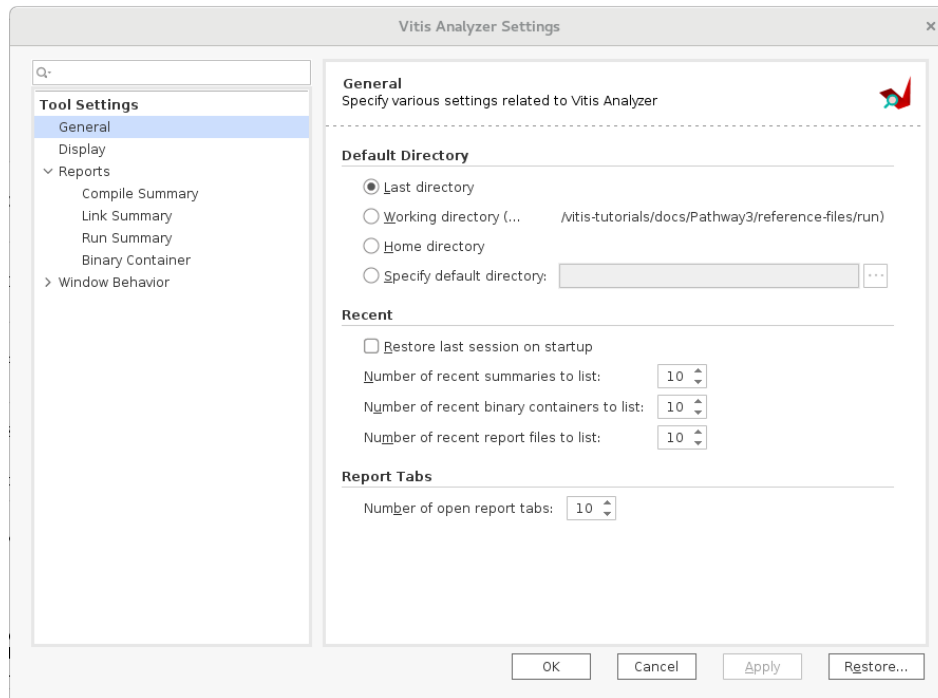 Vitis Analyzer Settings
Tool Settings
General
Display
Reports
Compile Summary
Link Summary
Run Summary
Binary Container
Window Behavior
General
Specify various settings related to Vitis Analyzer
Default Directory
Last directory
Working directory (... /vitis-tutorials/docs/Pathway3/reference-files/run)
Home directory
Specify default directory:
...
Recent
Restore last session on startup
Number of recent summaries to list: 10
Number of recent binary containers to list: 10
Number of recent report files to list: 10
Report Tabs
Number of open report tabs: 10
OK Cancel Apply Restore...